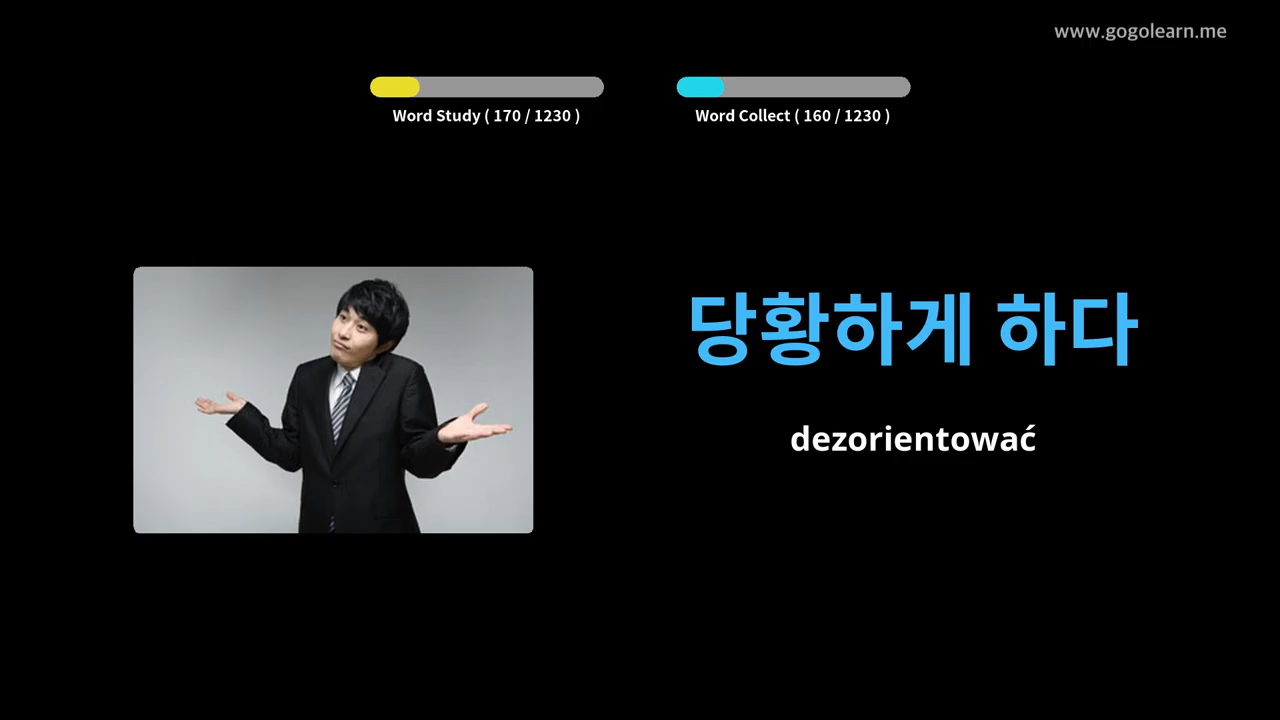 www.gogolearn.me
Word Study ( 170 / 1230 )
Word Collect ( 160 / 1230 )
당황하게 하다
dezorientować